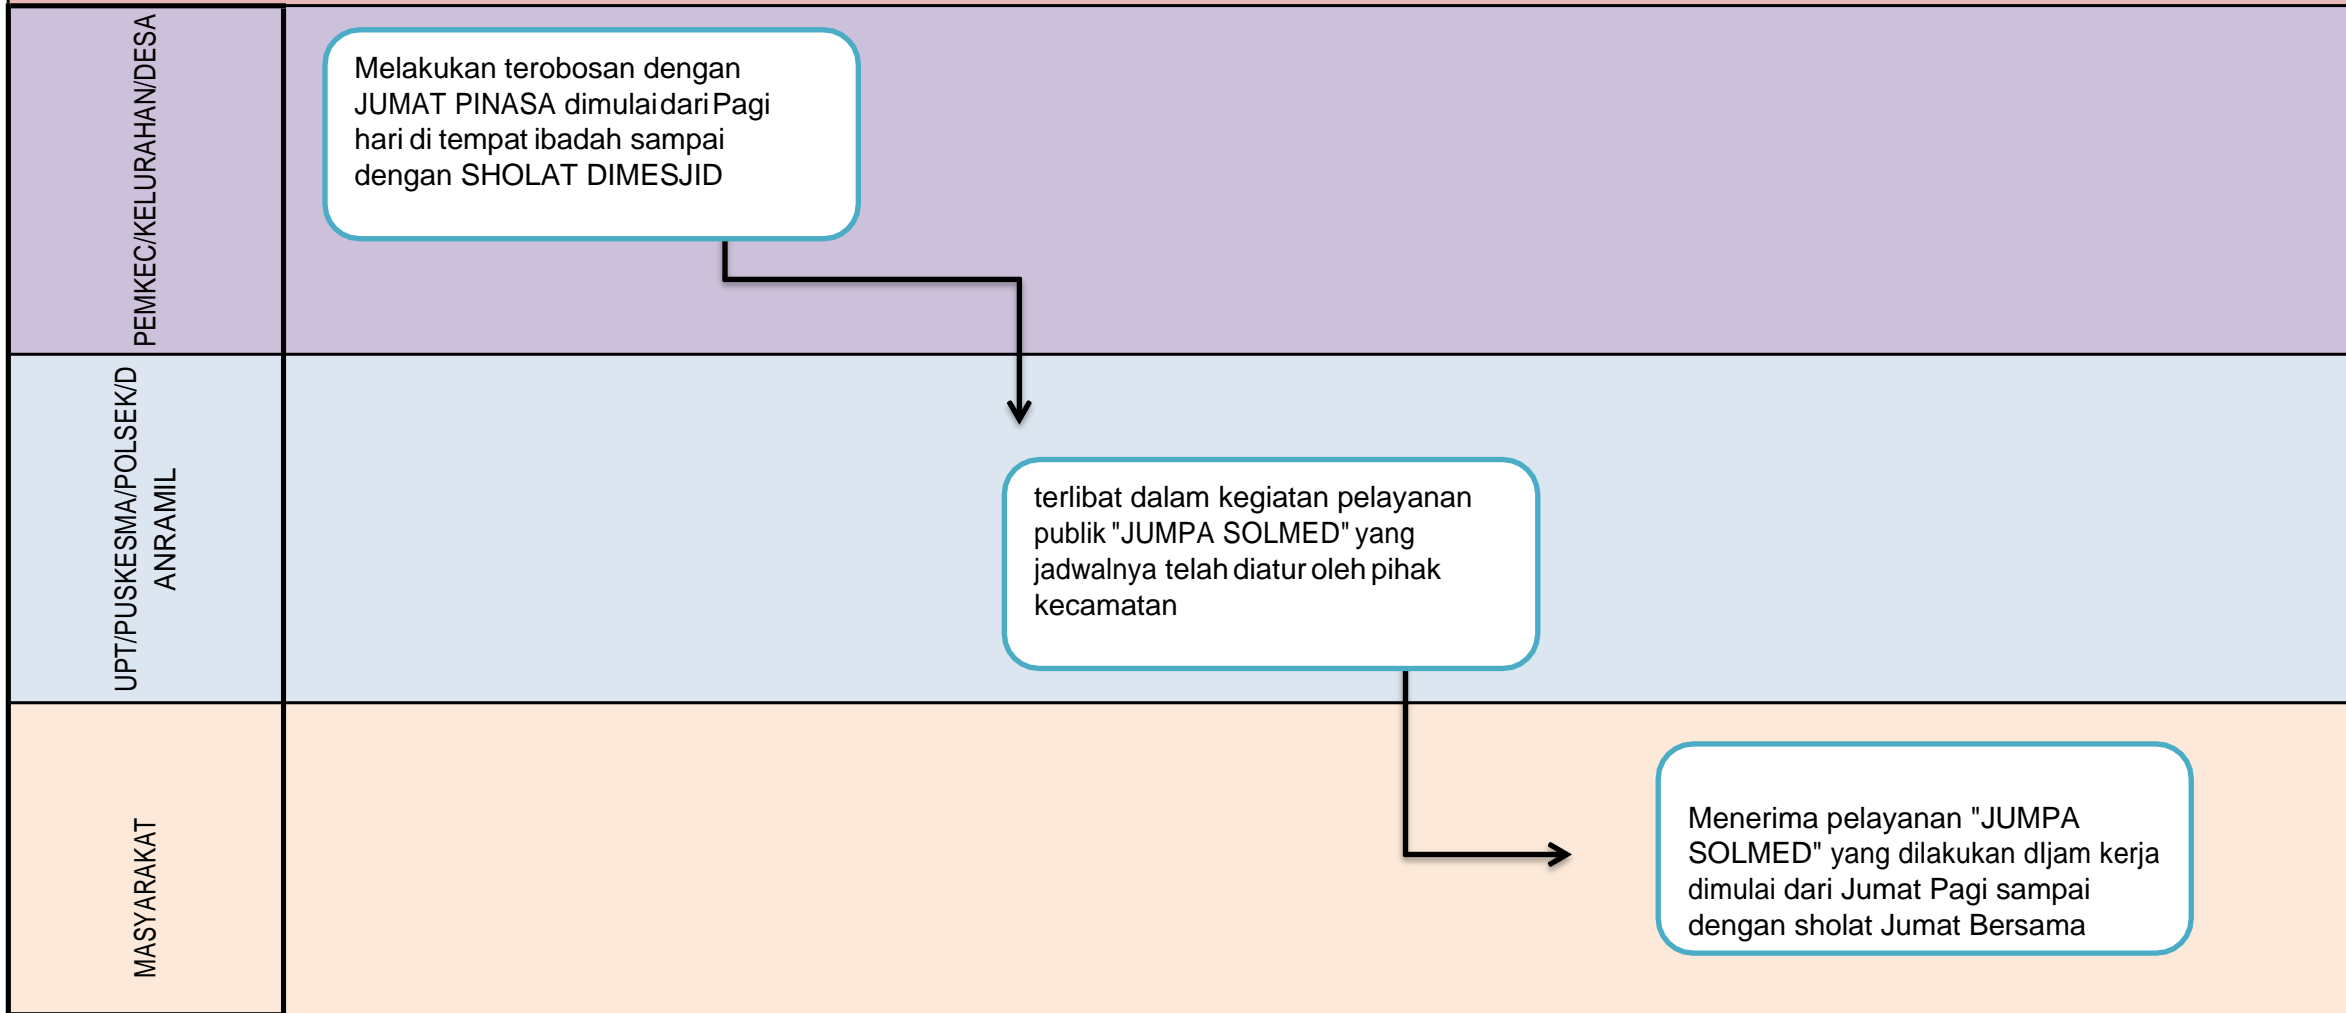 PEMKEC/KELURAHAN/DESA
Melakukan terobosan dengan
JUMAT PINASA dimulai dari Pagi
hari di tempat ibadah sampai
dengan SHOLAT DIMESJID
UPT/PUSKESMA/POLSEK/D
ANRAMIL
terlibat dalam kegiatan pelayanan
publik "JUMPA SOLMED" yang
jadwalnya telah diatur oleh pihak
kecamatan
MASYARAKAT
Menerima pelayanan "JUMPA
SOLMED" yang dilakukan dIjam kerja
dimulai dari Jumat Pagi sampai
dengan sholat Jumat Bersama